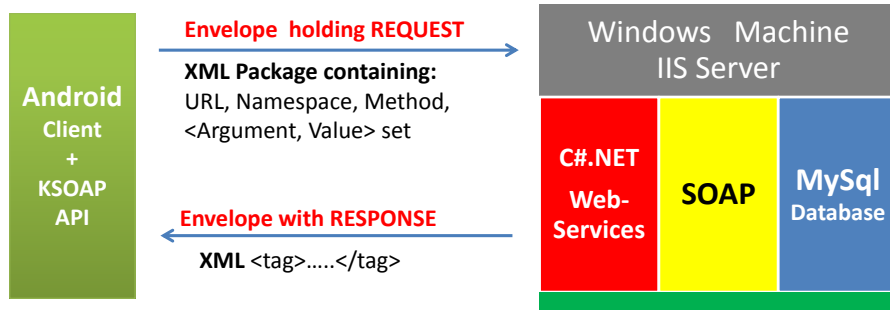 Android
Client
+
KSOAP
API
Envelope  holding REQUEST
XML Package containing:
URL, Namespace, Method,
<Argument, Value> set
Envelope with RESPONSE
XML <tag>.....</tag>
Windows   Machine
IIS Server
C#.NET
Web-
Services
SOAP
MySql
Database